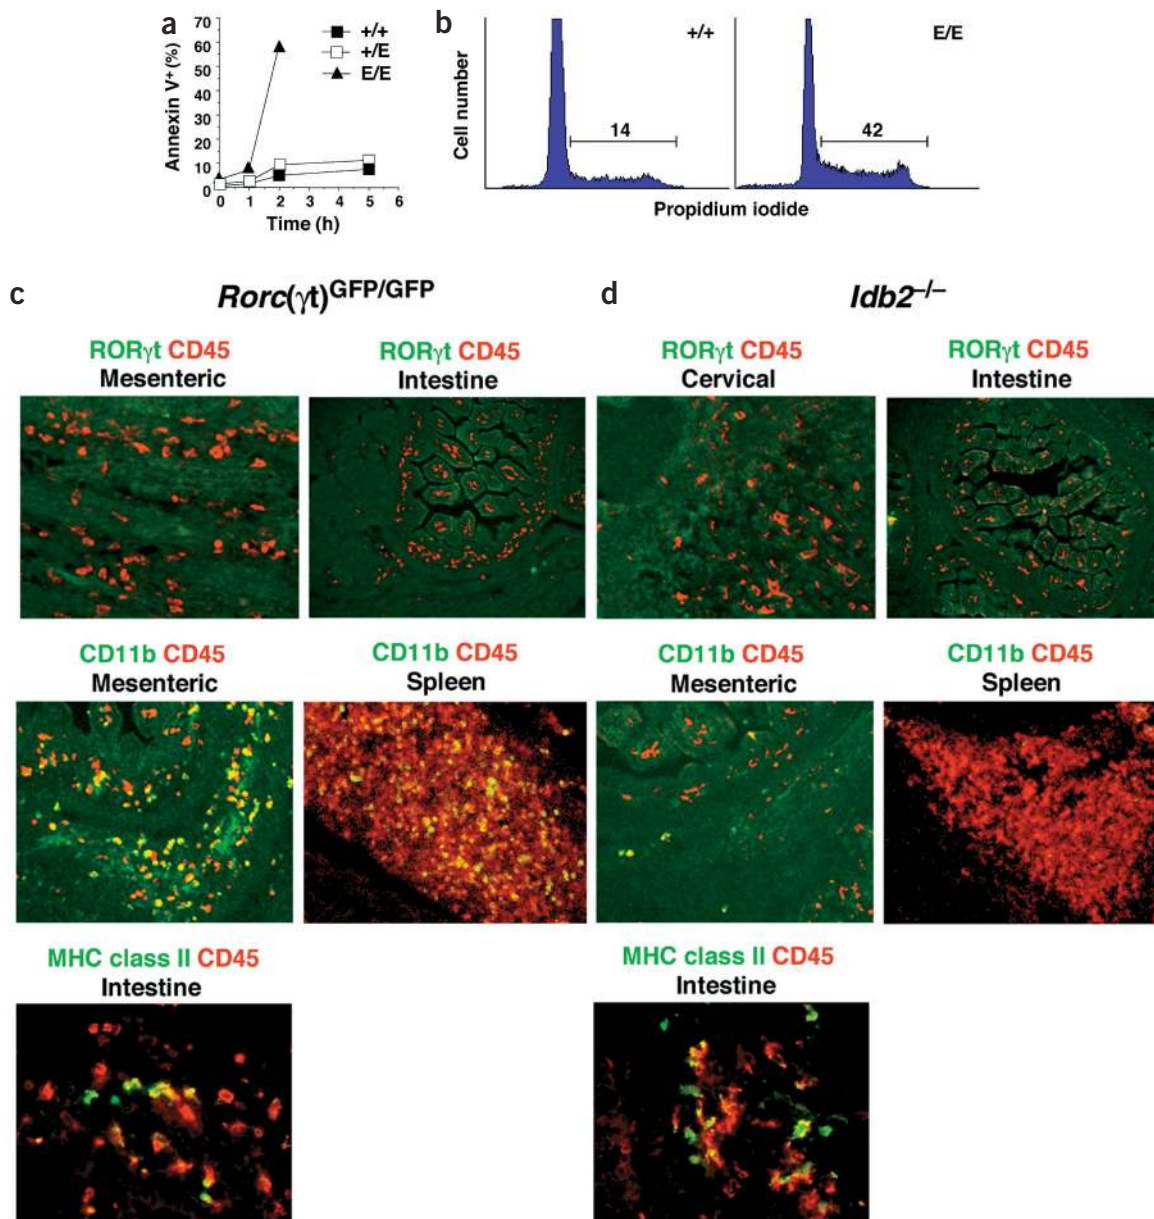 a
70
60
50
40
30
20
10
0
Annexin V⁺ (%)
0 1 2 3 4 5 6
Time (h)
+/+
+/E
E/E
b
Cell number
+/+
14
E/E
42
Propidium iodide
c
Rorc(γt)GFP/GFP
RORγt CD45
Mesenteric
RORγt CD45
Intestine
CD11b CD45
Mesenteric
CD11b CD45
Spleen
MHC class II CD45
Intestine
d
Idb2–/–
RORγt CD45
Cervical
RORγt CD45
Intestine
CD11b CD45
Mesenteric
CD11b CD45
Spleen
MHC class II CD45
Intestine